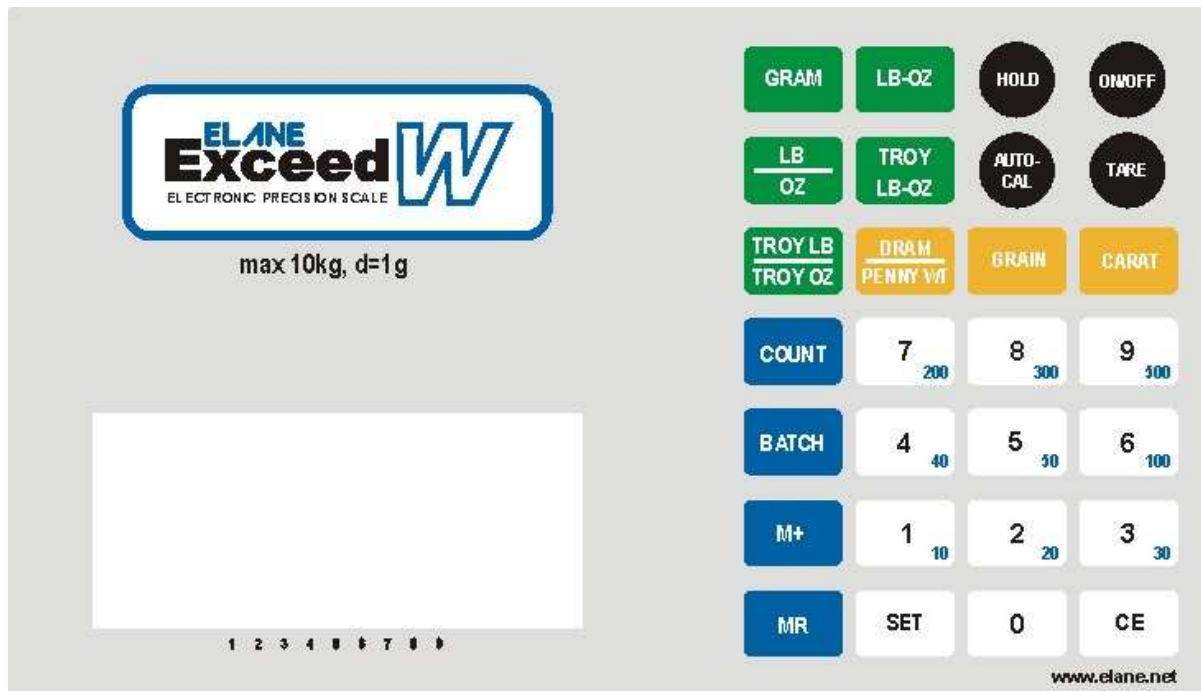 ELANE
Exceed W
ELECTRONIC PRECISION SCALE
max 10kg, d=1g
GRAM LB-OZ HOLD ON/OFF
LB
OZ
TROY
LB-OZ
AUTO-
CAL
TARE
TROY LB
TROY OZ
DRAM
PENNY WT
GRAIN
CARAT
COUNT 7 200 8 300 9 500
BATCH 4 40 5 50 6 100
M+ 1 10 2 20 3 30
MR SET 0 CE
1 2 3 4 5 6 7 8 9
www.elane.net